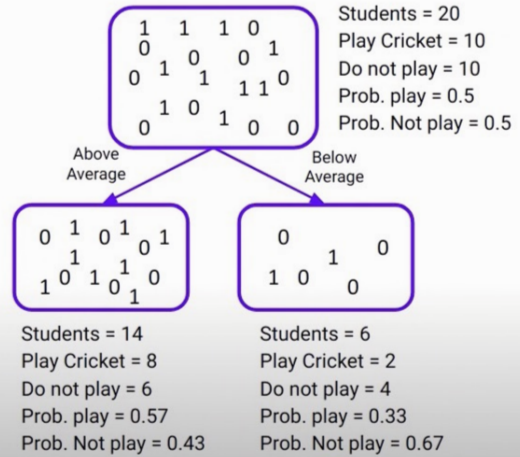 1 1 1 0
0 0 0 1
0 1 1 1 1 0
1 0 1
0 0 0
Students = 20
Play Cricket = 10
Do not play = 10
Prob. play = 0.5
Prob. Not play = 0.5
Above
Average
Below
Average
0 1 0 1 0 1
1 1
1 0 1 0 1 0
0 0
1
1 0 0
Students = 14
Play Cricket = 8
Do not play = 6
Prob. play = 0.57
Prob. Not play = 0.43
Students = 6
Play Cricket = 2
Do not play = 4
Prob. play = 0.33
Prob. Not play = 0.67